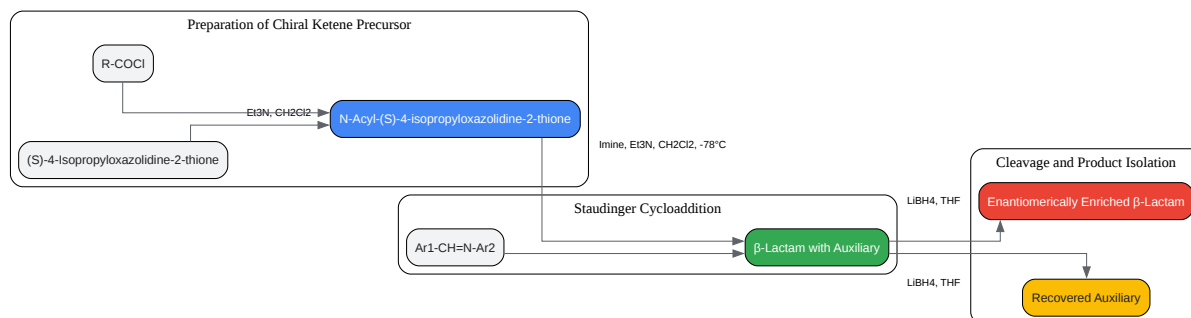 Preparation of Chiral Ketene Precursor
R-COCl
Et3N, CH2Cl2
N-Acyl-(S)-4-isopropyloxazolidine-2-thione
(S)-4-Isopropyloxazolidine-2-thione
Imine, Et3N, CH2Cl2, -78°C
Staudinger Cycloaddition
Ar1-CH=N-Ar2
β-Lactam with Auxiliary
LiBH4, THF
LiBH4, THF
Cleavage and Product Isolation
Enantiomerically Enriched β-Lactam
Recovered Auxiliary